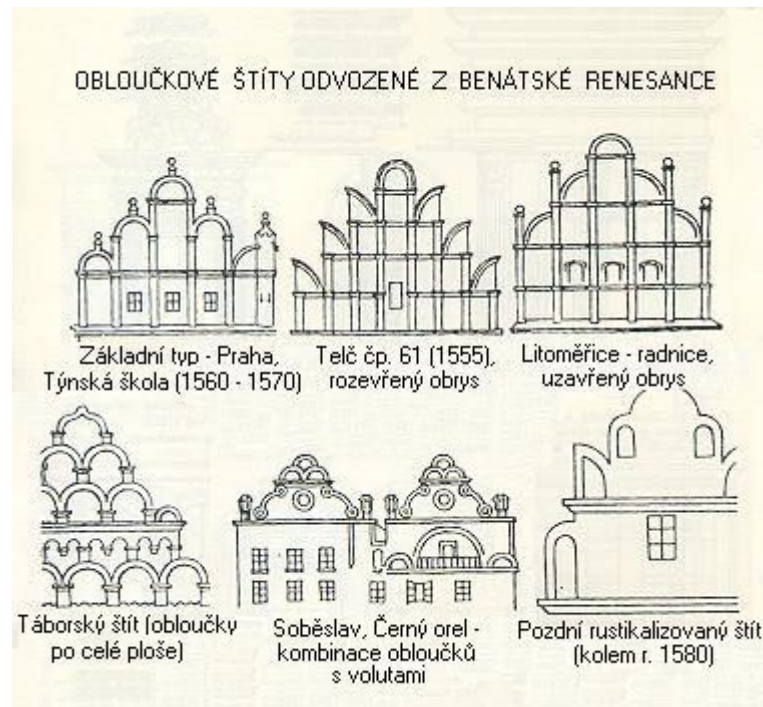 OBLOUČKOVÉ ŠTÍTY ODVOZENÉ Z BENÁTSKÉ RENESANCE
Základní typ - Praha,
Týnská škola (1560 - 1570)
Telč čp. 61 (1555),
rozevřený obrys
Litoměřice - radnice,
uzavřený obrys
Táborský štít (obloučky
po celé ploše)
Soběslav, Černý orel -
kombinace obloučků
s volutami
Pozdní rustikalizovaný štít
(kolem r. 1580)